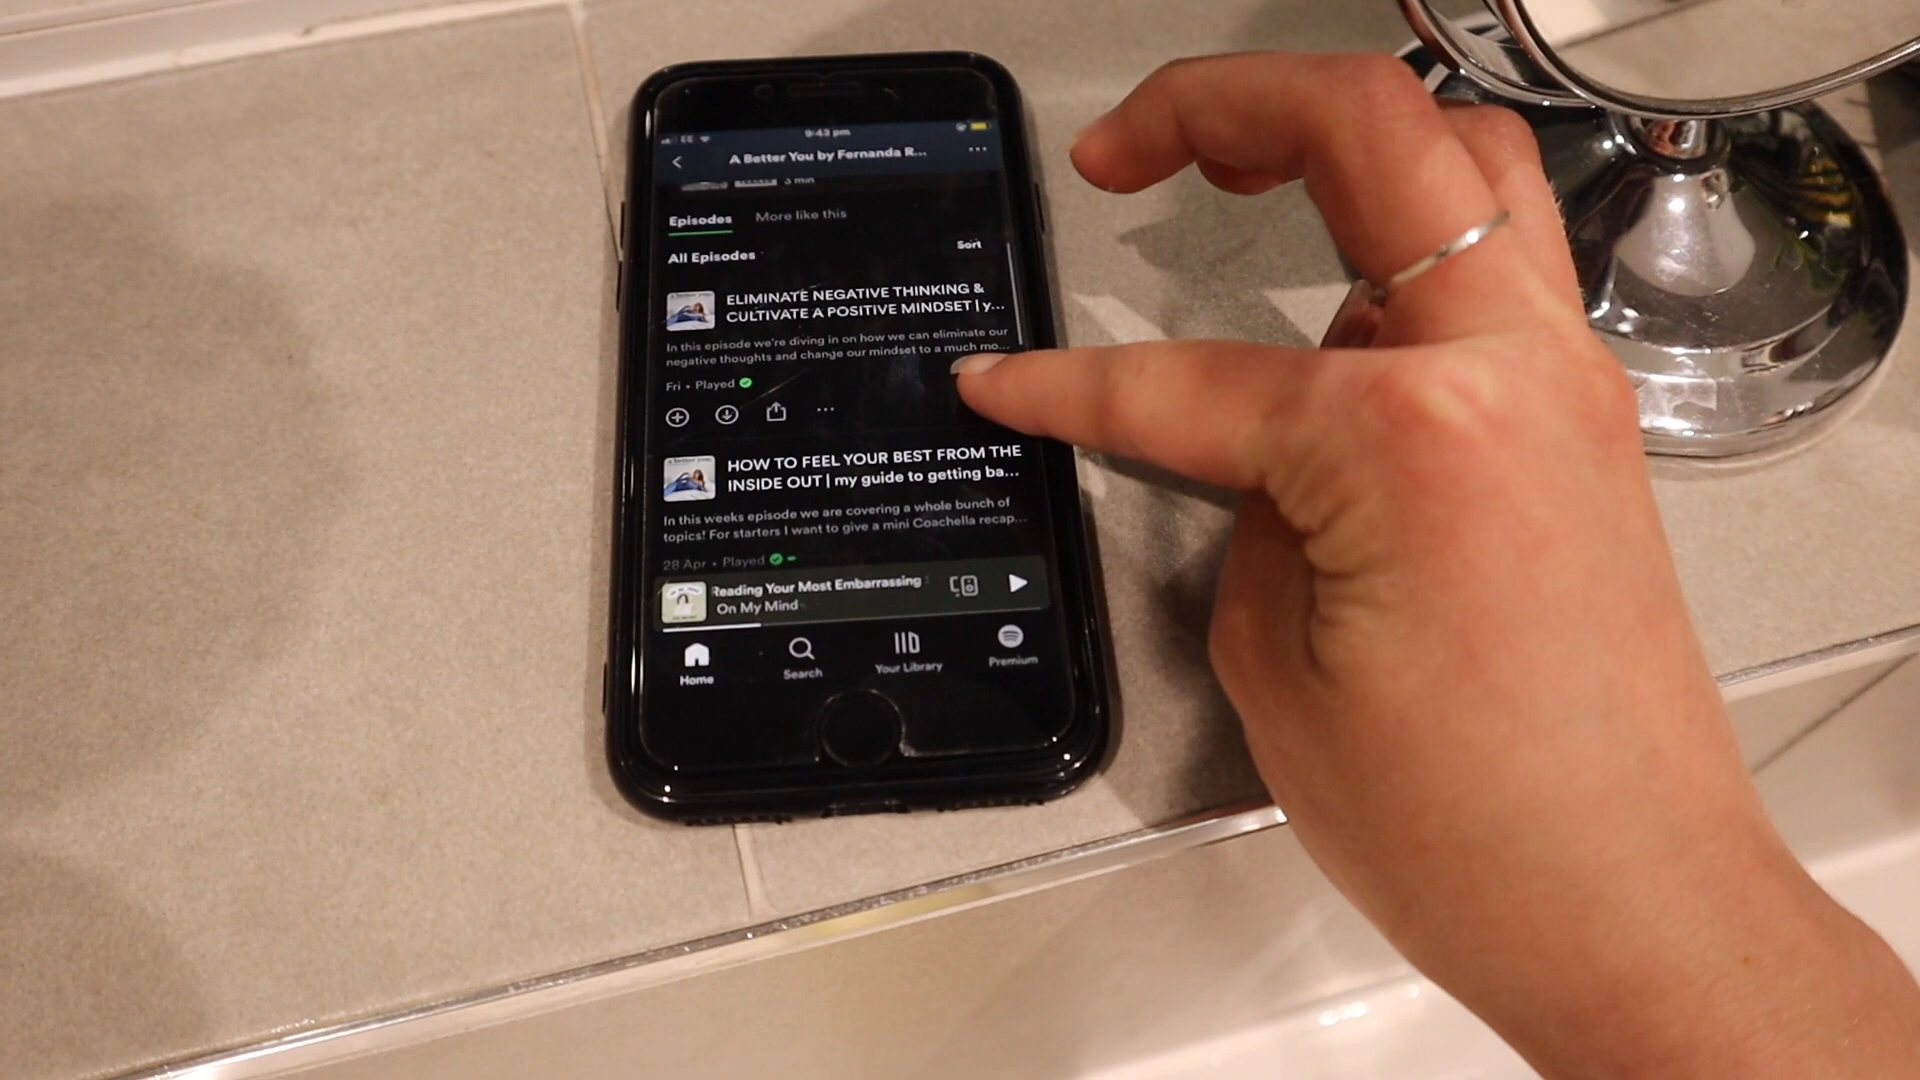 EE
9:43 pm
A Better You by Fernanda R...
3 min
Episodes
More like this
Sort
All Episodes
ELIMINATE NEGATIVE THINKING &
CULTIVATE A POSITIVE MINDSET | y...
In this episode we're diving in on how we can eliminate our
negative thoughts and change our mindset to a much mo...
Fri • Played
HOW TO FEEL YOUR BEST FROM THE
INSIDE OUT | my guide to getting ba...
In this weeks episode we are covering a whole bunch of
topics! For starters I want to give a mini Coachella recap...
28 Apr • Played
Reading Your Most Embarrassing
On My Mind
Home
Search
Your Library
Premium